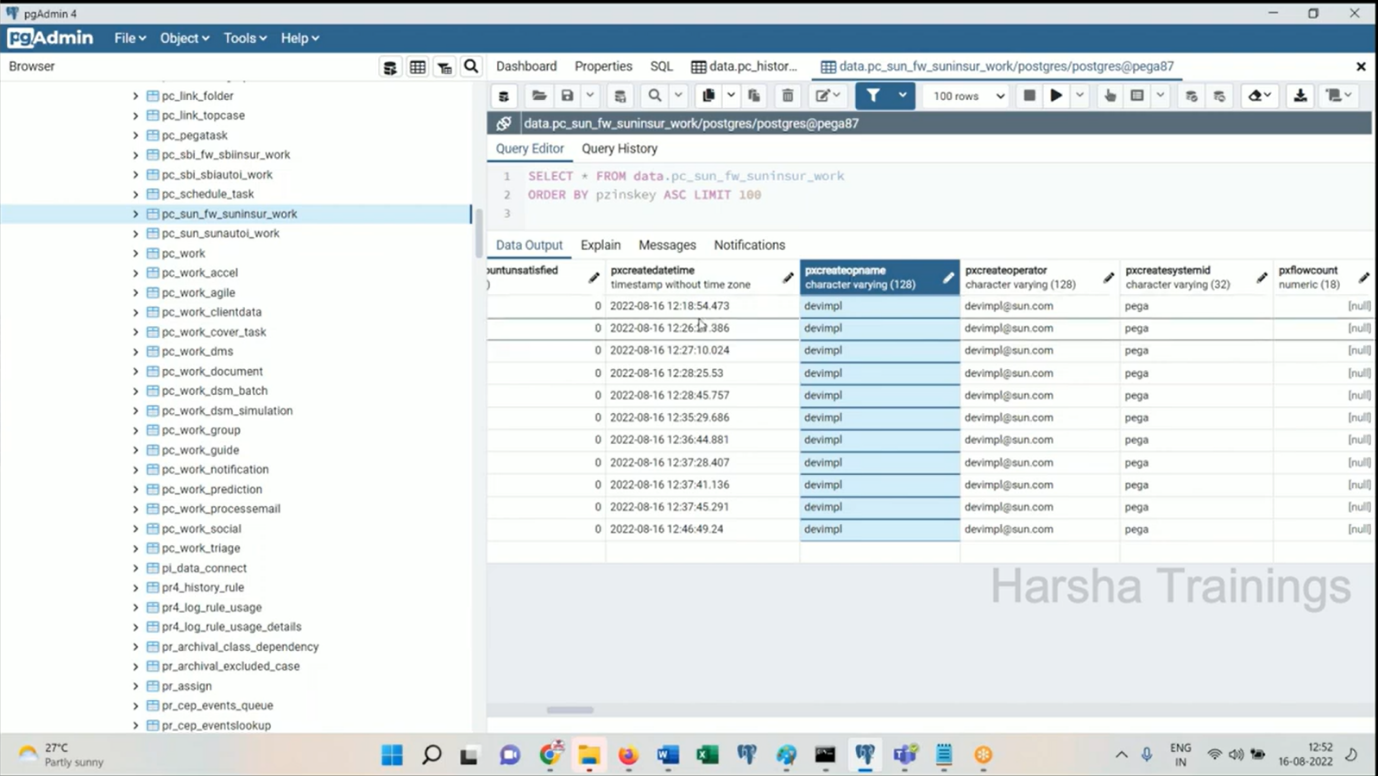 pgAdmin 4
pgAdmin File Object Tools Help
Browser
Dashboard Properties SQL data.pc_histor... data.pc_sun_fw_suninsur_work/postgres/postgres@pega87
100 rows
data.pc_sun_fw_suninsur_work/postgres/postgres@pega87
Query Editor Query History
1 SELECT * FROM data.pc_sun_fw_suninsur_work
2 ORDER BY pzinskey ASC LIMIT 100
3
Data Output Explain Messages Notifications
pc_link_folder
pc_link_topcase
pc_pegatask
pc_sbi_fw_sbiinsur_work
pc_sbi_sbiautoi_work
pc_schedule_task
pc_sun_fw_suninsur_work
pc_sun_sunautoi_work
pc_work
pc_work_accel
pc_work_agile
pc_work_clientdata
pc_work_cover_task
pc_work_dms
pc_work_document
pc_work_dsm_batch
pc_work_dsm_simulation
pc_work_group
pc_work_guide
pc_work_notification
pc_work_prediction
pc_work_processemail
pc_work_social
pc_work_triage
pi_data_connect
pr4_history_rule
pr4_log_rule_usage
pr4_log_rule_usage_details
pr_archival_class_dependency
pr_archival_excluded_case
pr_assign
pr_cep_events_queue
pr_cep_eventslookup
ountunsatisfied pxcreatedatetime pxcreateopname pxcreateoperator pxcreatesystemid pxflowcount
) timestamp without time zone character varying (128) character varying (128) character varying (32) numeric (18)
0 2022-08-16 12:18:54.473 devimpl devimpl@sun.com pega [null]
0 2022-08-16 12:26: .386 devimpl devimpl@sun.com pega [null]
0 2022-08-16 12:27:10.024 devimpl devimpl@sun.com pega [null]
0 2022-08-16 12:28:25.53 devimpl devimpl@sun.com pega [null]
0 2022-08-16 12:28:45.757 devimpl devimpl@sun.com pega [null]
0 2022-08-16 12:35:29.686 devimpl devimpl@sun.com pega [null]
0 2022-08-16 12:36:44.881 devimpl devimpl@sun.com pega [null]
0 2022-08-16 12:37:28.407 devimpl devimpl@sun.com pega [null]
0 2022-08-16 12:37:41.136 devimpl devimpl@sun.com pega [null]
0 2022-08-16 12:37:45.291 devimpl devimpl@sun.com pega [null]
0 2022-08-16 12:46:49.24 devimpl devimpl@sun.com pega [null]
Harsha Trainings
27°C
Partly sunny
ENG
IN
12:52
16-08-2022